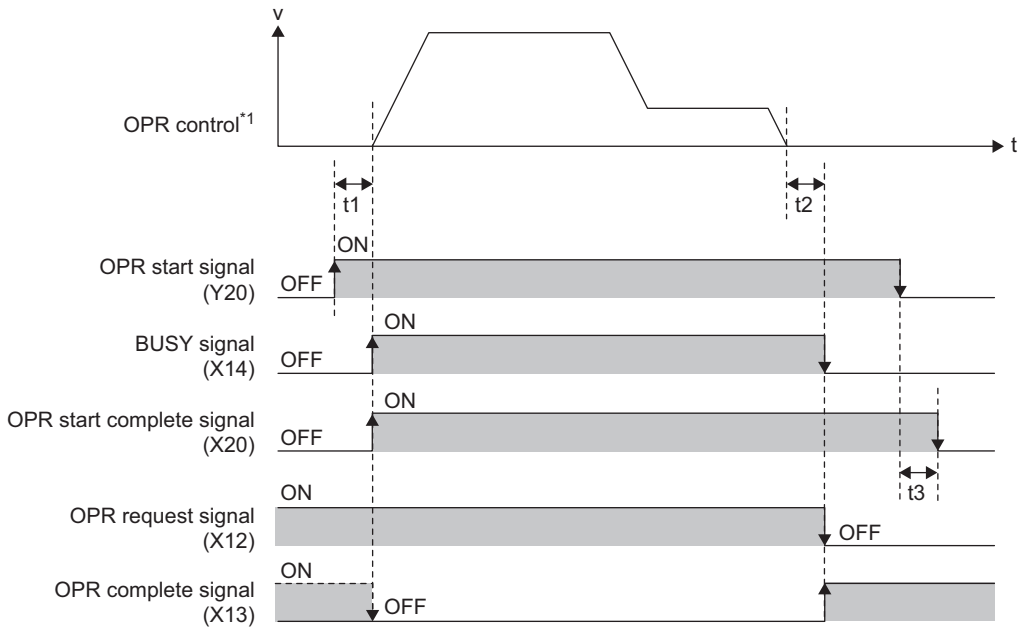 v
OPR control*1
t
t1
t2
ON
OPR start signal
(Y20)
OFF
ON
BUSY signal
(X14)
OFF
ON
OPR start complete signal
(X20)
OFF
t3
ON
OPR request signal
(X12)
OFF
ON
OPR complete signal
(X13)
OFF